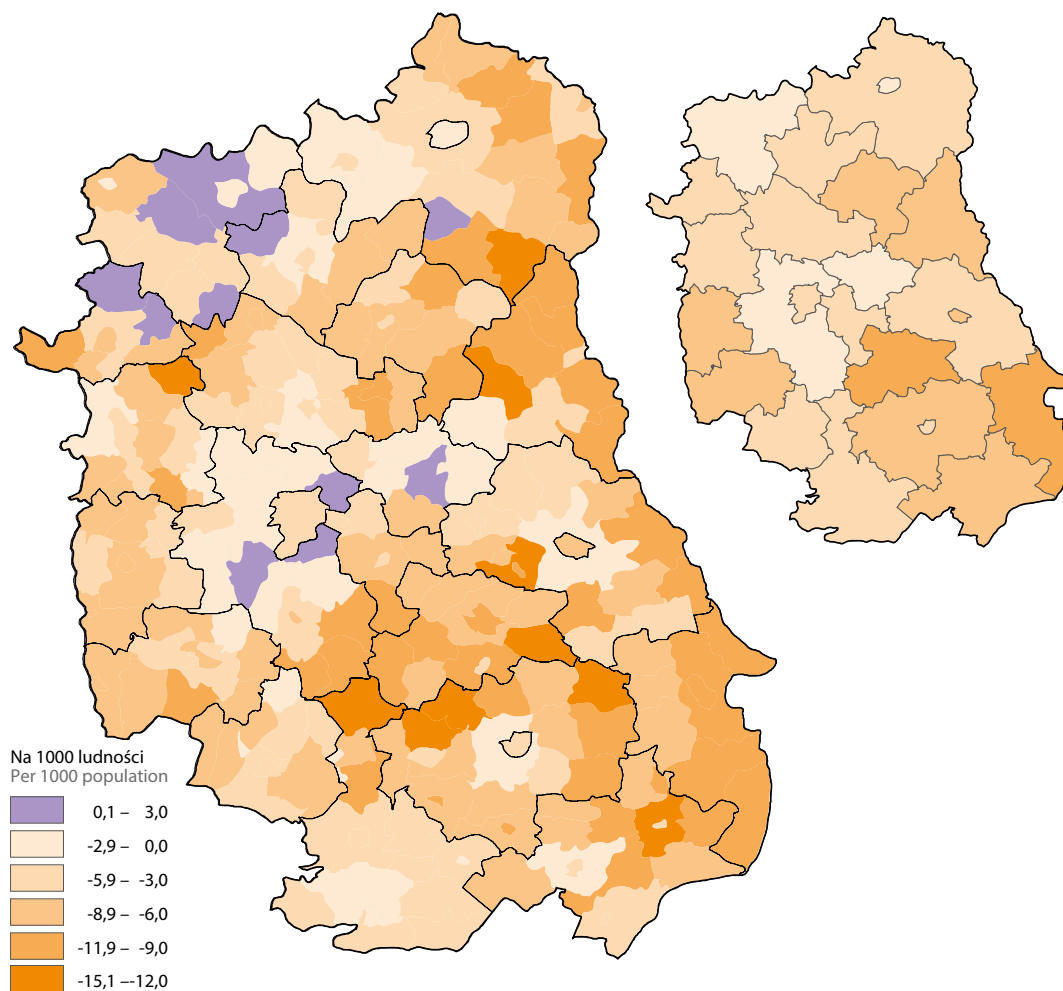 Na 1000 ludności
Per 1000 population
0,1 – 3,0
-2,9 – 0,0
-5,9 – -3,0
-8,9 – -6,0
-11,9 – -9,0
-15,1 –-12,0